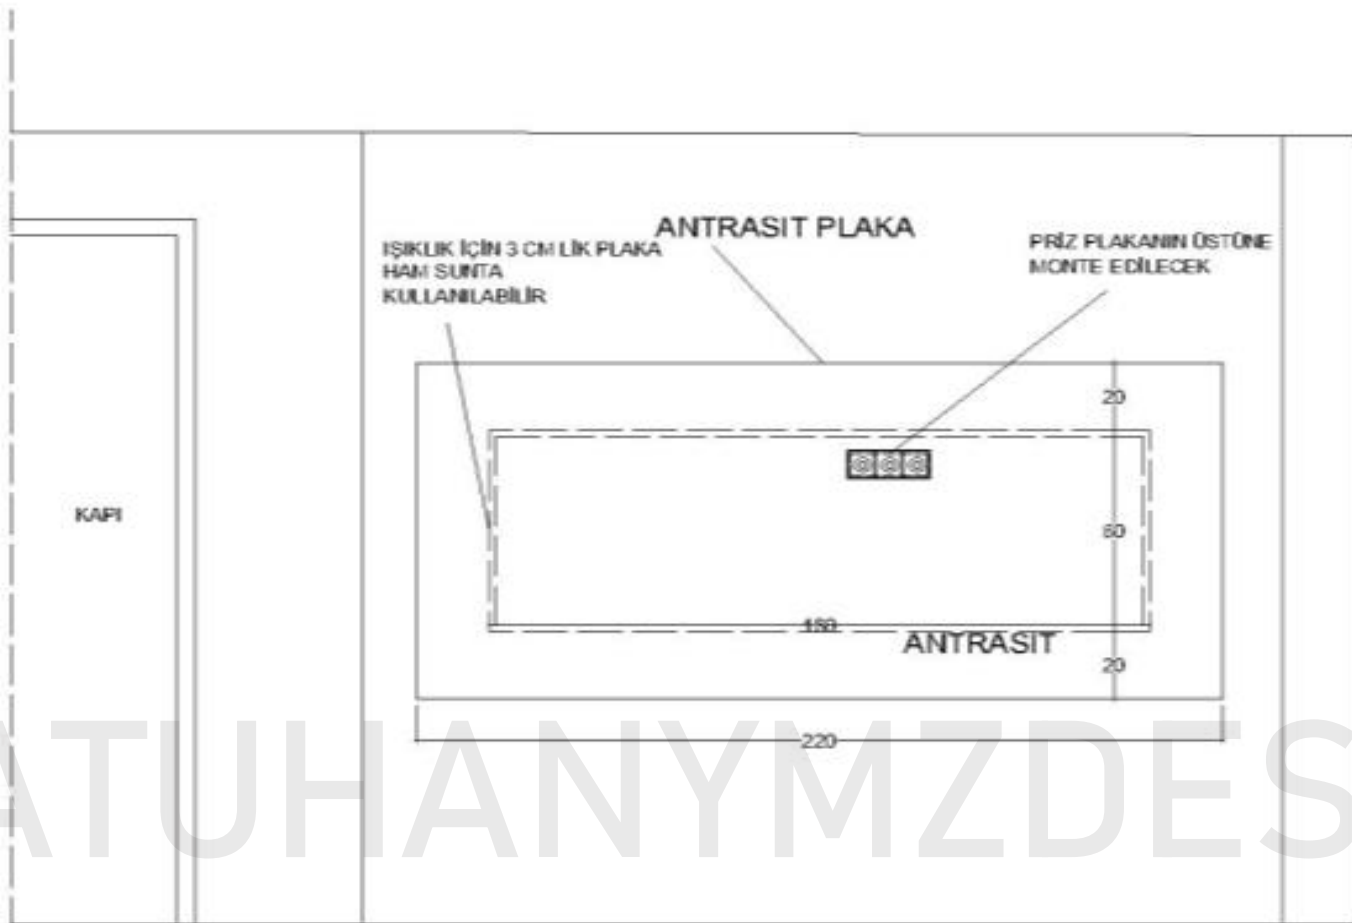 ANTRASIT PLAKA
IŞIKLIK İÇİN 3 CM LİK PLAKA
HAM SUNTA
KULLANILABİLİR
PRİZ PLAKANIN ÜSTÜNE
MONTE EDİLECEK
20
60
KAPI
180
ANTRASIT
20
220
ATUHANYMZDES